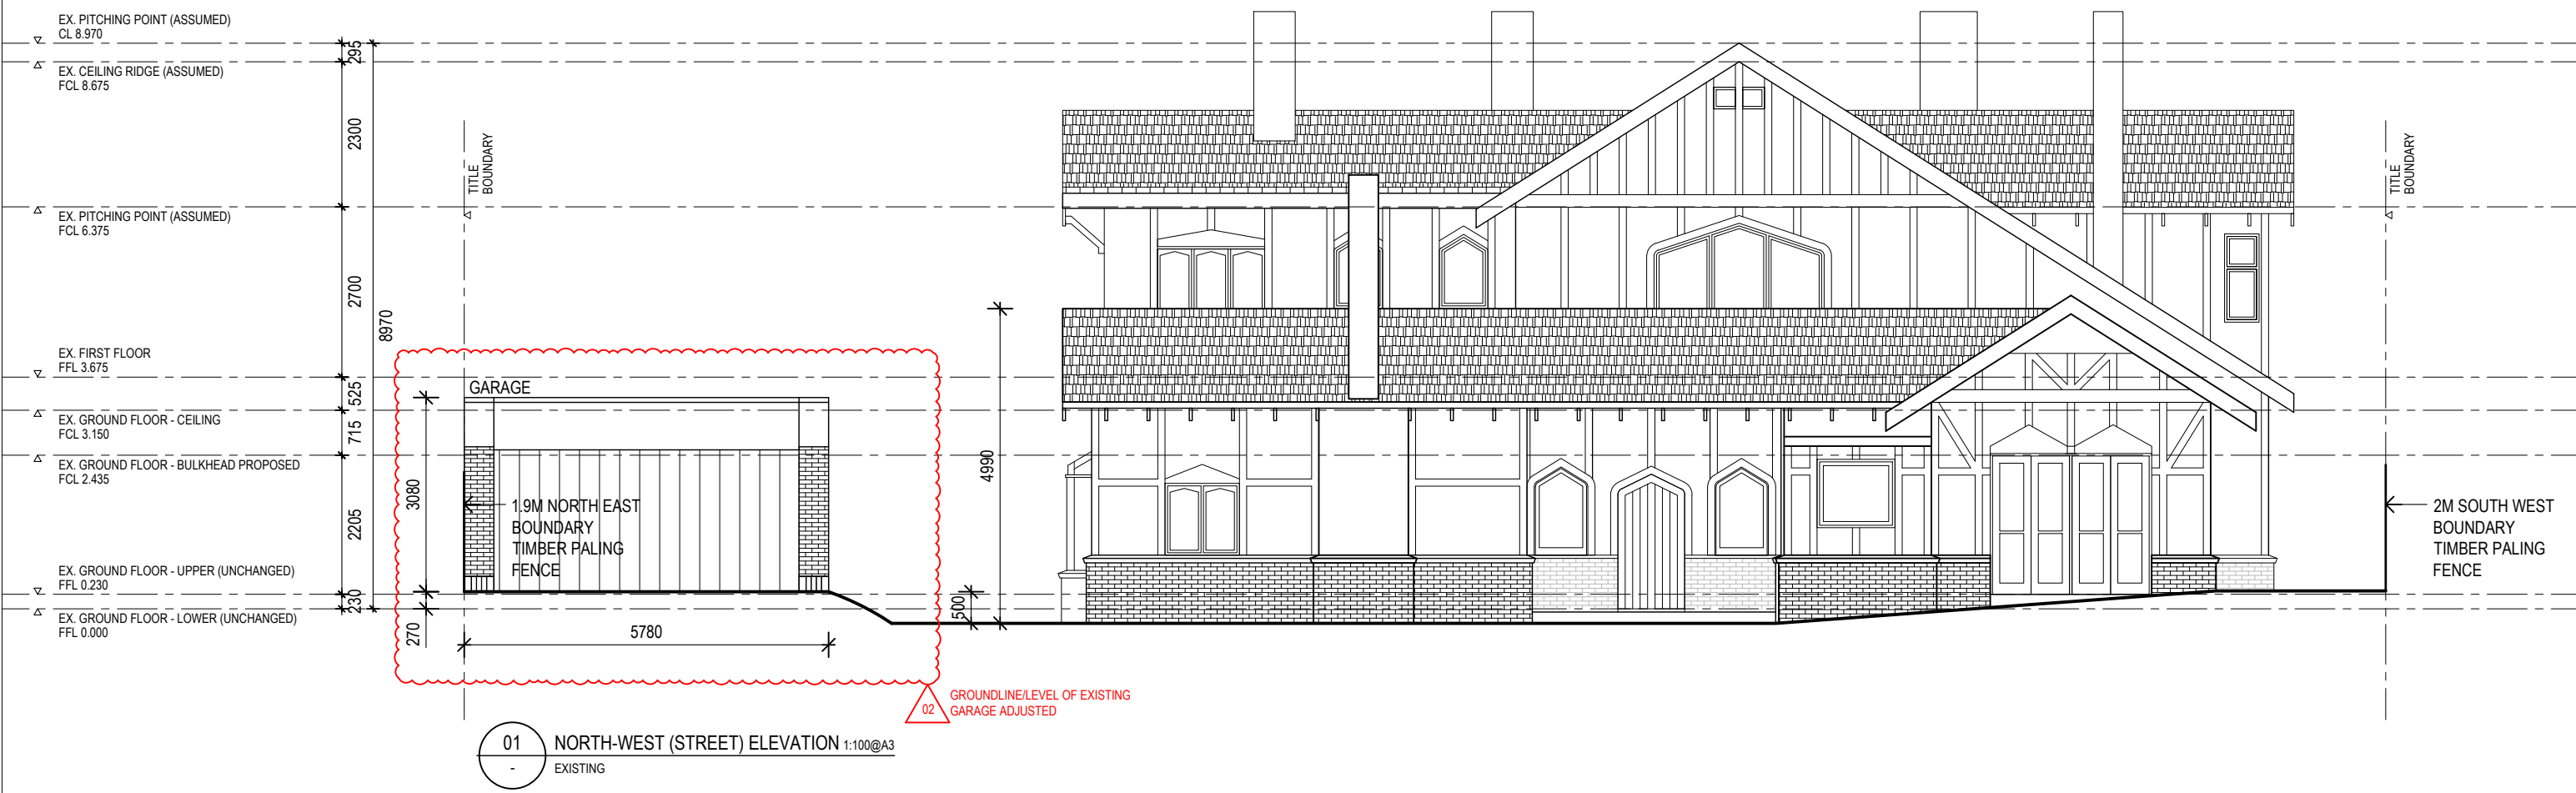 EX. PITCHING POINT (ASSUMED)
CL 8.970
295
EX. CEILING RIDGE (ASSUMED)
FCL 8.675
2300
TITLE
BOUNDARY
TITLE
BOUNDARY
EX. PITCHING POINT (ASSUMED)
FCL 6.375
2700
8970
EX. FIRST FLOOR
FFL 3.675
525
GARAGE
EX. GROUND FLOOR - CEILING
FCL 3.150
715
EX. GROUND FLOOR - BULKHEAD PROPOSED
FCL 2.435
4990
3080
2205
1.9M NORTH EAST
BOUNDARY
TIMBER PALING
FENCE
2M SOUTH WEST
BOUNDARY
TIMBER PALING
FENCE
EX. GROUND FLOOR - UPPER (UNCHANGED)
FFL 0.230
230
500
EX. GROUND FLOOR - LOWER (UNCHANGED)
FFL 0.000
270
5780
02
GROUNDLINE/LEVEL OF EXISTING
GARAGE ADJUSTED
01
-
NORTH-WEST (STREET) ELEVATION 1:100@A3
EXISTING